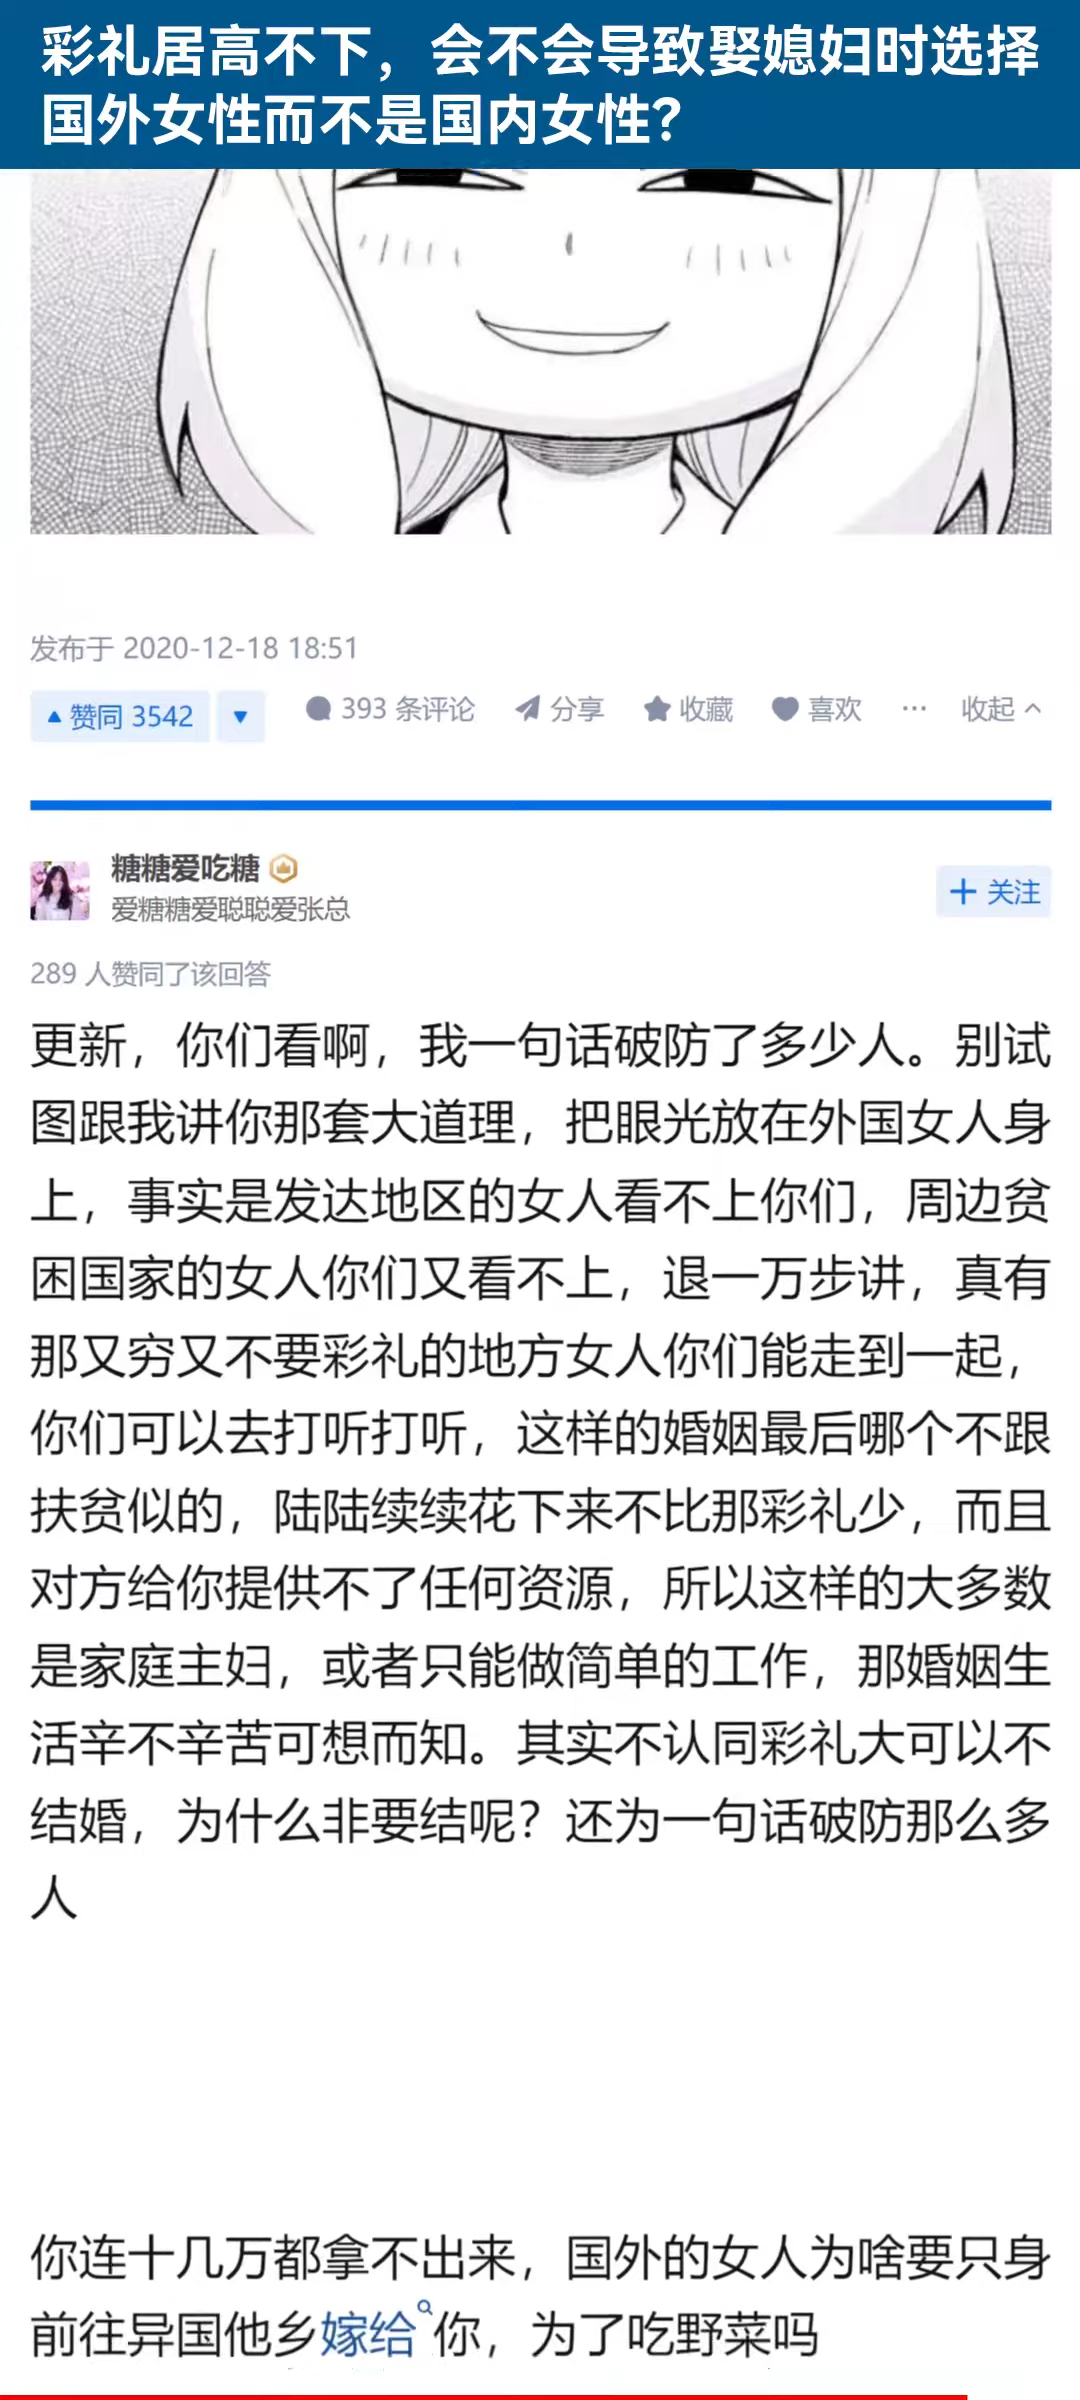 彩礼居高不下，会不会导致娶媳妇时选择
国外女性而不是国内女性？
发布于 2020-12-18 18:51
赞同 3542
393 条评论
分享
收藏
喜欢
收起
糖糖爱吃糖
爱糖糖爱聪聪爱张总
关注
289 人赞同了该回答
更新，你们看啊，我一句话破防了多少人。别试
图跟我讲你那套大道理，把眼光放在外国女人身
上，事实是发达地区的女人看不上你们，周边贫
困国家的女人你们又看不上，退一万步讲，真有
那又穷又不要彩礼的地方女人你们能走到一起，
你们可以去打听打听，这样的婚姻最后哪个不跟
扶贫似的，陆陆续续花下来不比那彩礼少，而且
对方给你提供不了任何资源，所以这样的大多数
是家庭主妇，或者只能做简单的工作，那婚姻生
活辛不辛苦可想而知。其实不认同彩礼大可以不
结婚，为什么非要结呢？还为一句话破防那么多
人
你连十几万都拿不出来，国外的女人为啥要只身
前往异国他乡嫁给你，为了吃野菜吗